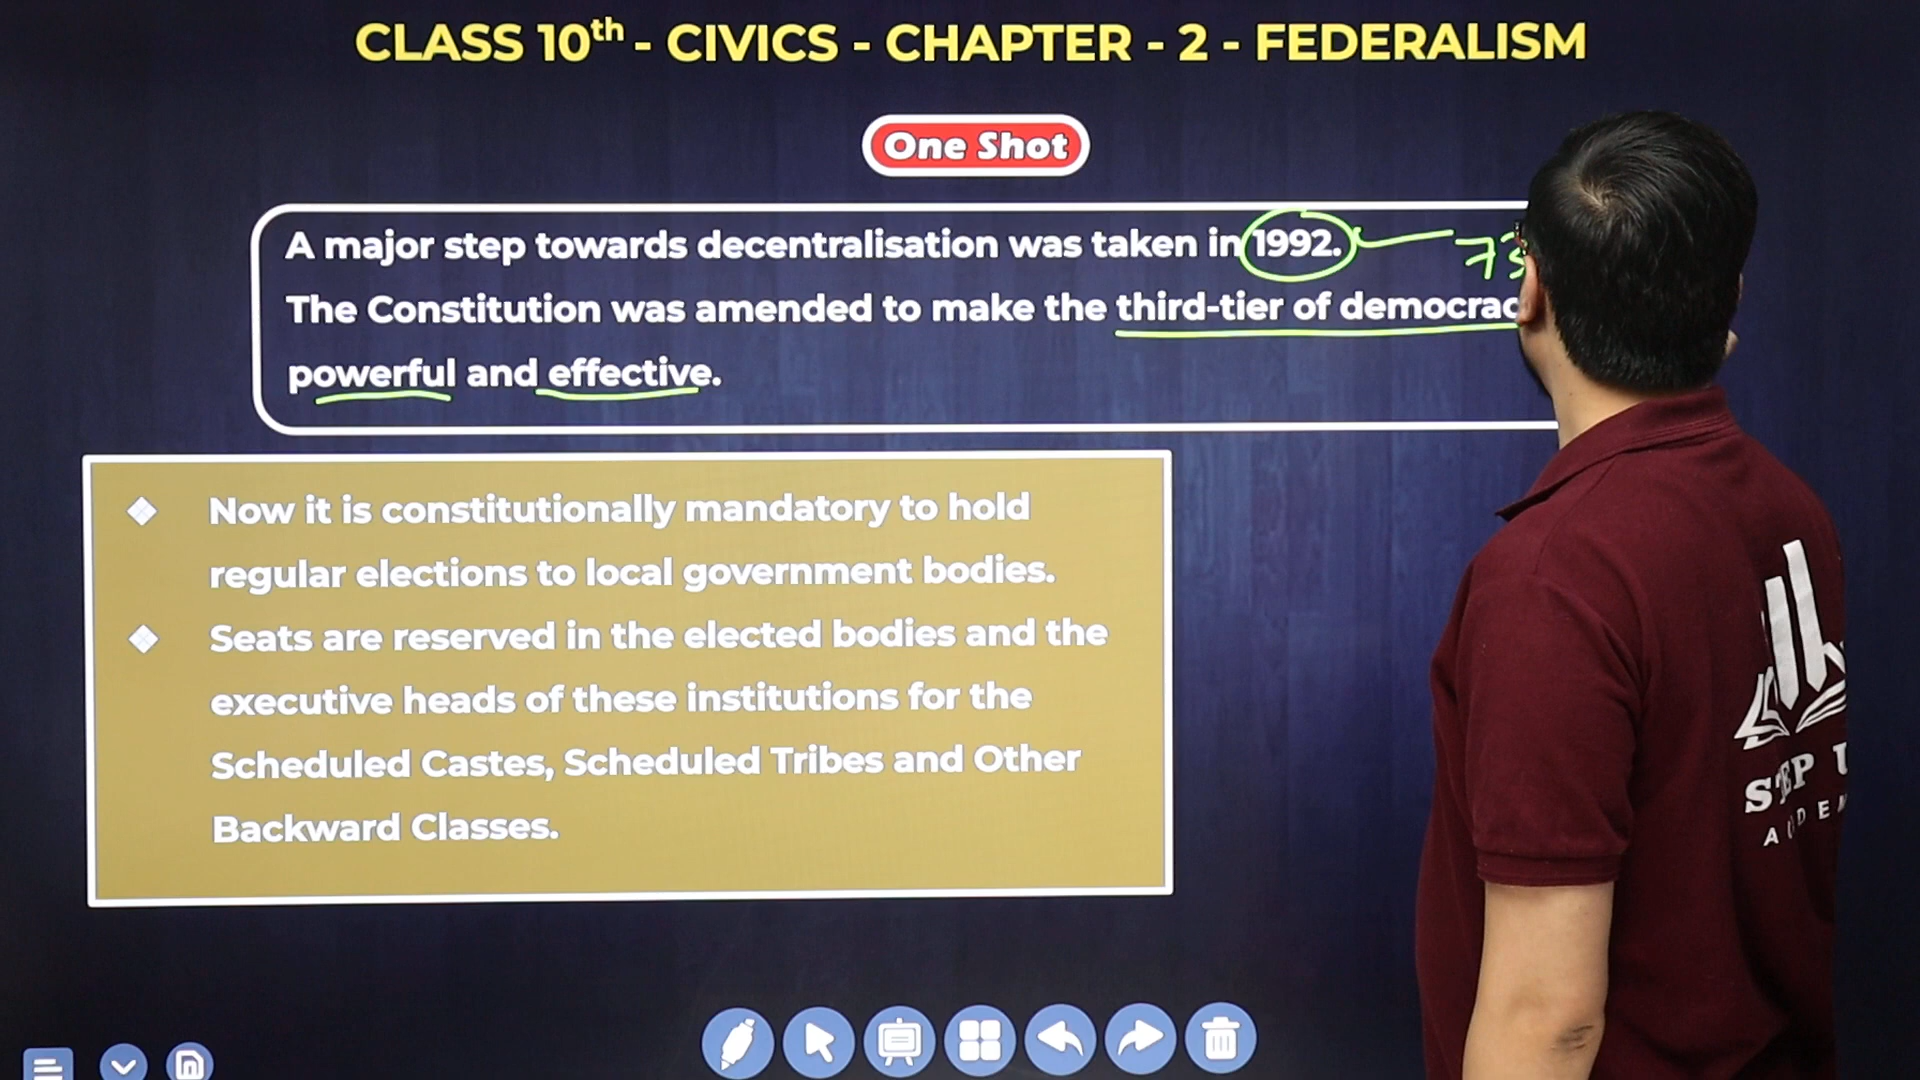 CLASS 10th - CIVICS - CHAPTER - 2 - FEDERALISM
One Shot
A major step towards decentralisation was taken in 1992. 73
The Constitution was amended to make the third-tier of democrac
powerful and effective.
Now it is constitutionally mandatory to hold
regular elections to local government bodies.
Seats are reserved in the elected bodies and the
executive heads of these institutions for the
Scheduled Castes, Scheduled Tribes and Other
Backward Classes.
STEP U
ACADEM